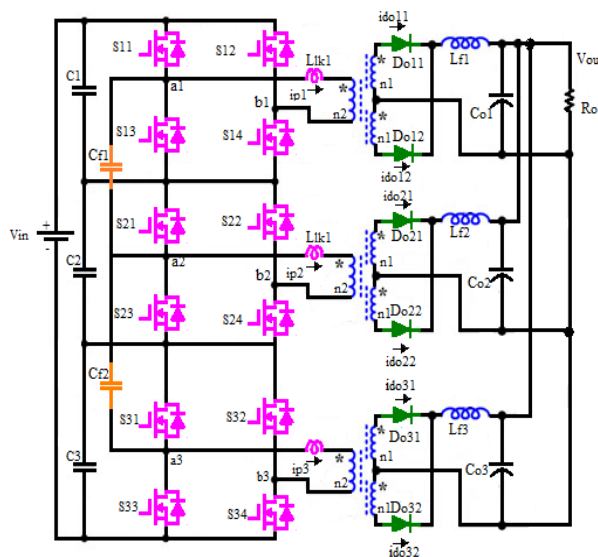 ido11
S11
S12
Llk1
Do11
Lf1
Vout
C1
a1
ip1
*
*
n1
Co1
Ro
b1
n2
*
Do12
S13
S14
n1
Cf1
ido12
ido21
S21
S22
Lf2
Vin
+
-
Llk1
Do21
a2
ip2
*
*
n1
C2
b2
n2
*
Co2
Do22
S23
S24
n1
ido22
Cf2
ido31
S31
S32
Do31
Lf3
a3
ip3
*
*
n1
C3
b3
n2
*
Co3
S33
S34
n1
Do32
ido32